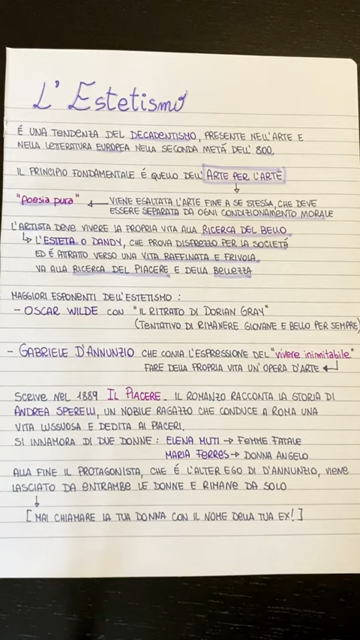 L'Estetismo
É UNA TENDENZA DEL DECADENTISMO, PRESENTE NELL'ARTE E
NELLA LETTERATURA EUROPEA NELLA SECONDA METÁ DELL' 800.
IL PRINCIPIO FONDAMENTALE É QUELLO DELL'ARTE PER L'ARTE
↓
"poesia pura" ← VIENE ESALTATA L'ARTE FINE A SE STESSA, CHE DEVE
ESSERE SEPARATA DA OGNI CONDIZIONAMENTO MORALE
L'ARTISTA DEVE VIVERE LA PROPRIA VITA ALLA RICERCA DEL BELLO
↳ L'ESTETA O DANDY, CHE PROVA DISPREZZO PER LA SOCIETÁ
ED É ATTRATO VERSO UNA VITA RAFFINATA E FRIVOLA.
VA ALLA RICERCA DEL PIACERE E DELLA BELLEZZA
MAGGIORI ESPONENTI DELL'ESTETISMO :
- OSCAR WILDE CON "IL RITRATTO DI DORIAN GRAY"
(TENTATIVO DI RIMANERE GIOVANE E BELLO PER SEMPRE)
- GABRIELE D'ANNUNZIO CHE CONIA L'ESPRESSIONE DEL "vivere inimitabile"
FARE DELLA PROPRIA VITA UN'OPERA D'ARTE ↵
SCRIVE NEL 1889 IL PIACERE. IL ROMANZO RACCONTA LA STORIA DI
ANDREA SPERELLI, UN NOBILE RAGAZZO CHE CONDUCE A ROMA UNA
VITA LUSSUOSA E DEDITA AI PIACERI.
SI INNAMORA DI DUE DONNE : ELENA MUTI → FEMME FATALE
MARIA FERRES → DONNA ANGELO
ALLA FINE IL PROTAGONISTA, CHE É L'ALTER EGO DI D'ANNUNZIO, VIENE
LASCIATO DA ENTRAMBE LE DONNE E RIMANE DA SOLO
↓
[ MAI CHIAMARE LA TUA DONNA CON IL NOME DELLA TUA EX! ]